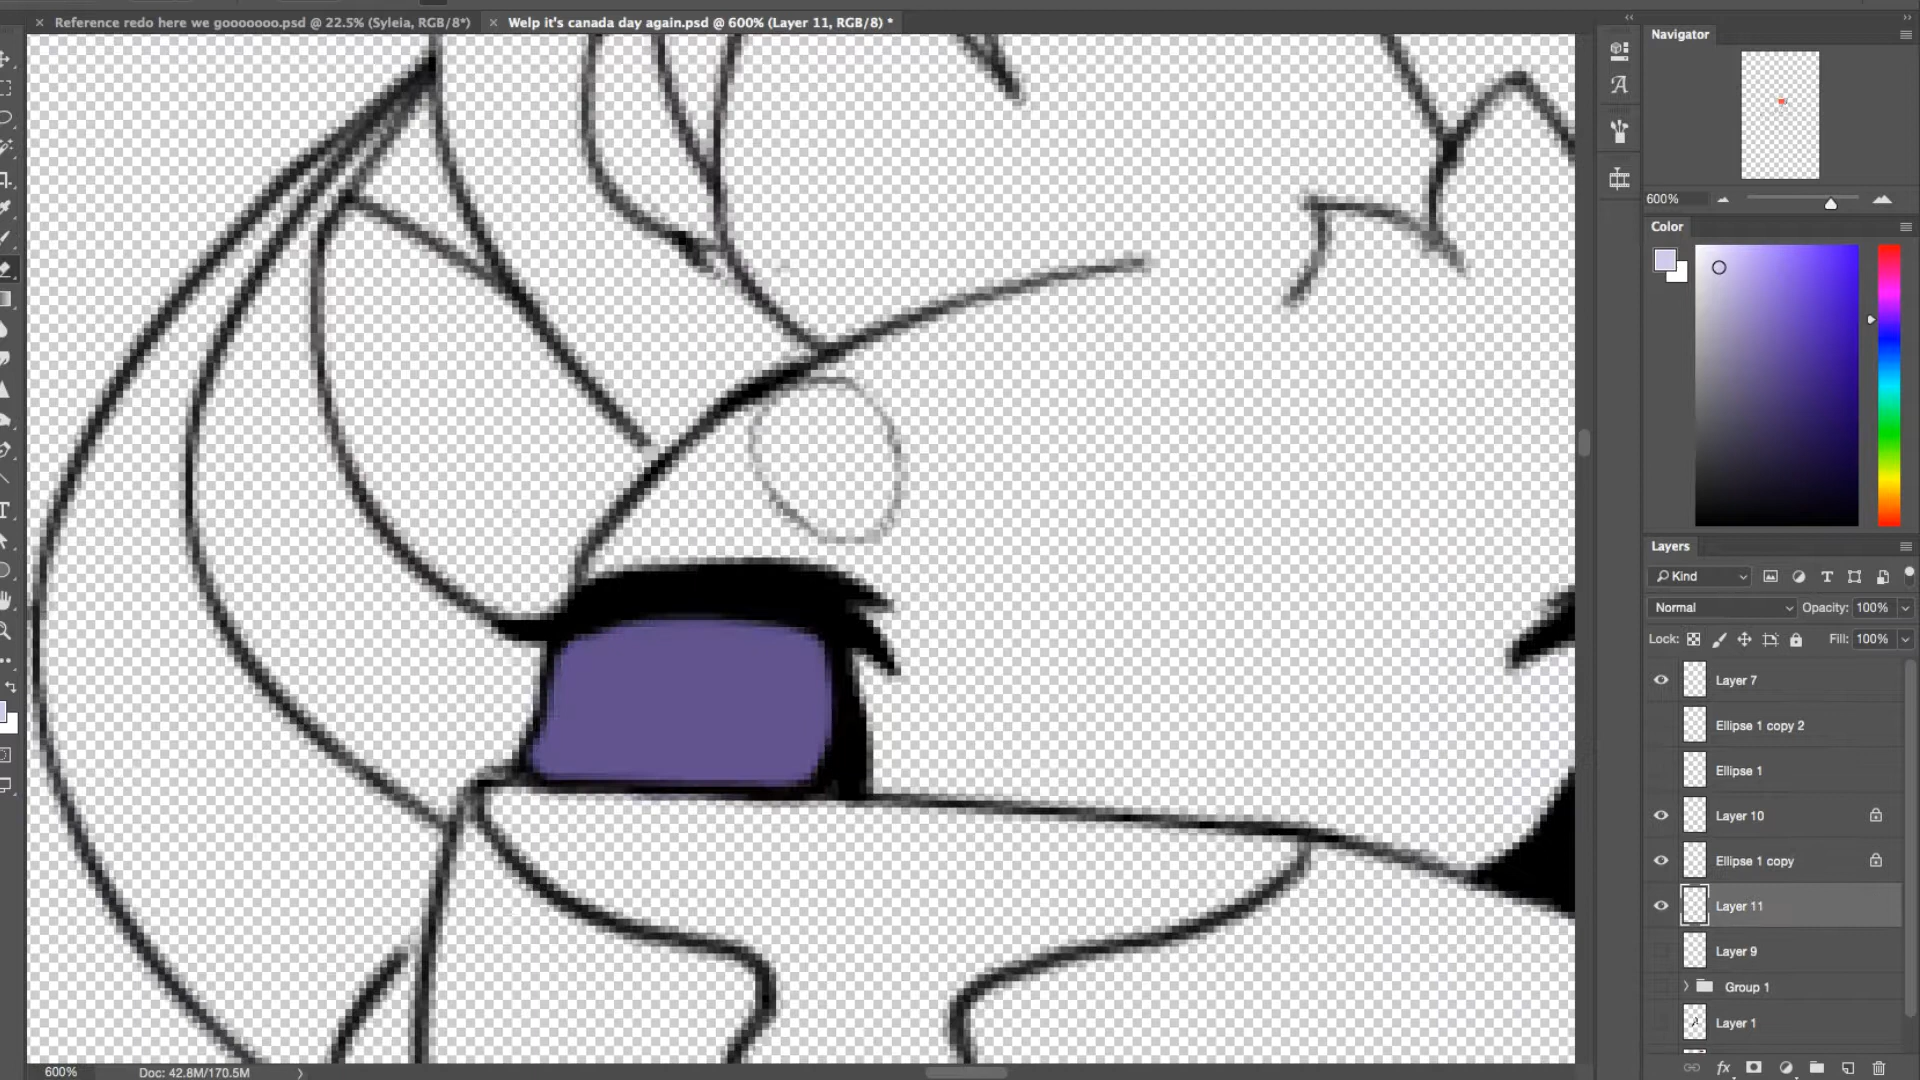 Reference redo here we gooooooo.psd @ 22.5% (Syleia, RGB/8*)
Welp it's canada day again.psd @ 600% (Layer 11, RGB/8) *
Navigator
600%
Color
Layers
Kind
Normal
Opacity: 100%
Lock:
Fill: 100%
Layer 7
Ellipse 1 copy 2
Ellipse 1
Layer 10
Ellipse 1 copy
Layer 11
Layer 9
Group 1
Layer 1
fx
600%
Doc: 42.8M/170.5M